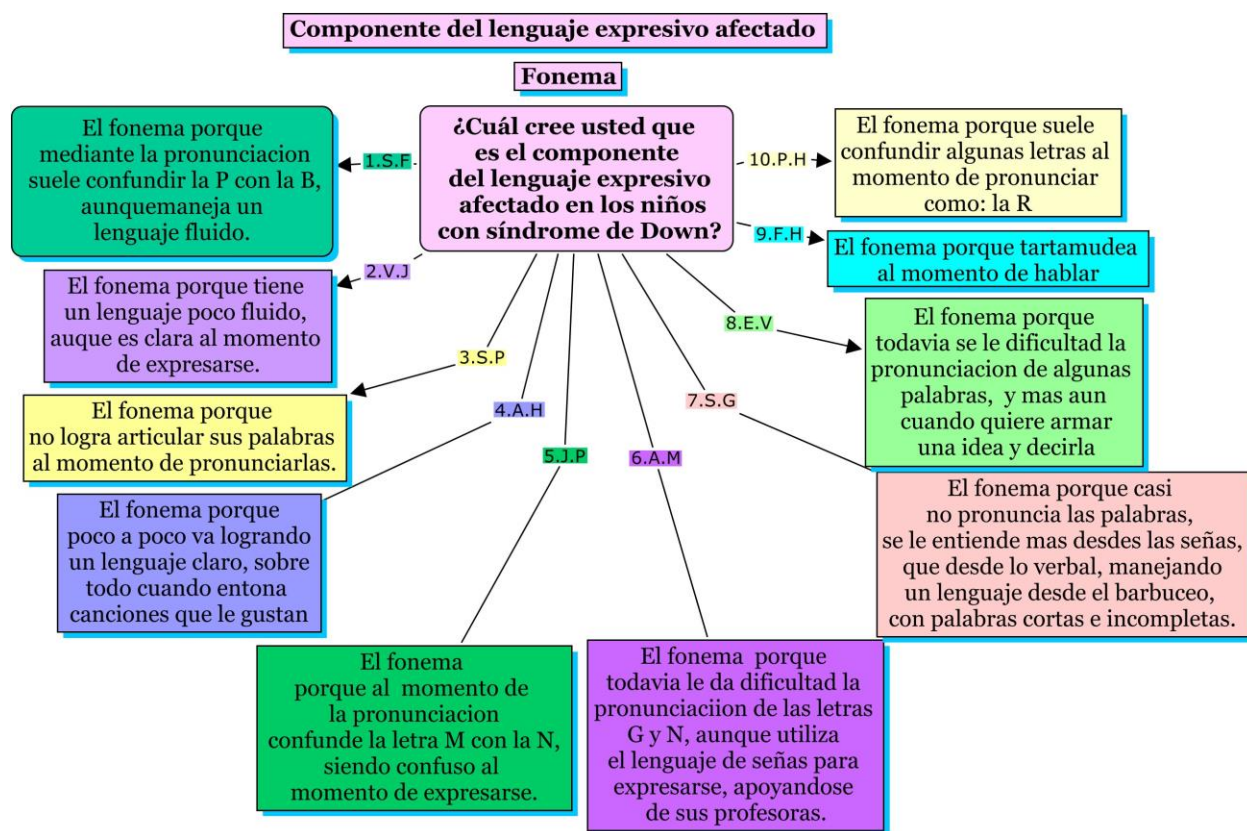 Componente del lenguaje expresivo afectado
Fonema
¿Cuál cree usted que
es el componente
del lenguaje expresivo
afectado en los niños
con síndrome de Down?
1.S.F
El fonema porque
mediante la pronunciacion
suele confundir la P con la B,
aunquemaneja un
lenguaje fluido.
2.V.J
El fonema porque tiene
un lenguaje poco fluido,
auque es clara al momento
de expresarse.
3.S.P
El fonema porque
no logra articular sus palabras
al momento de pronunciarlas.
4.A.H
El fonema porque
poco a poco va logrando
un lenguaje claro, sobre
todo cuando entona
canciones que le gustan
5.J.P
El fonema
porque al momento de
la pronunciacion
confunde la letra M con la N,
siendo confuso al
momento de expresarse.
6.A.M
El fonema porque
todavia le da dificultad la
pronunciaciion de las letras
G y N, aunque utiliza
el lenguaje de señas para
expresarse, apoyandose
de sus profesoras.
7.S.G
El fonema porque casi
no pronuncia las palabras,
se le entiende mas desdes las señas,
que desde lo verbal, manejando
un lenguaje desde el barbuceo,
con palabras cortas e incompletas.
8.E.V
El fonema porque
todavia se le dificultad la
pronunciacion de algunas
palabras, y mas aun
cuando quiere armar
una idea y decirla
9.F.H
El fonema porque tartamudea
al momento de hablar
10.P.H
El fonema porque suele
confundir algunas letras al
momento de pronunciar
como: la R